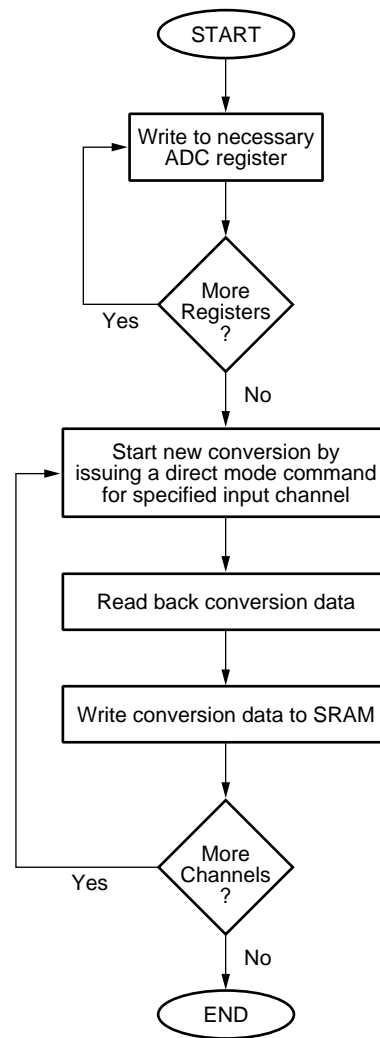 START
Write to necessary
ADC register
More
Registers
?
Yes
No
Start new conversion by
issuing a direct mode command
for specified input channel
Read back conversion data
Write conversion data to SRAM
More
Channels
?
Yes
No
END